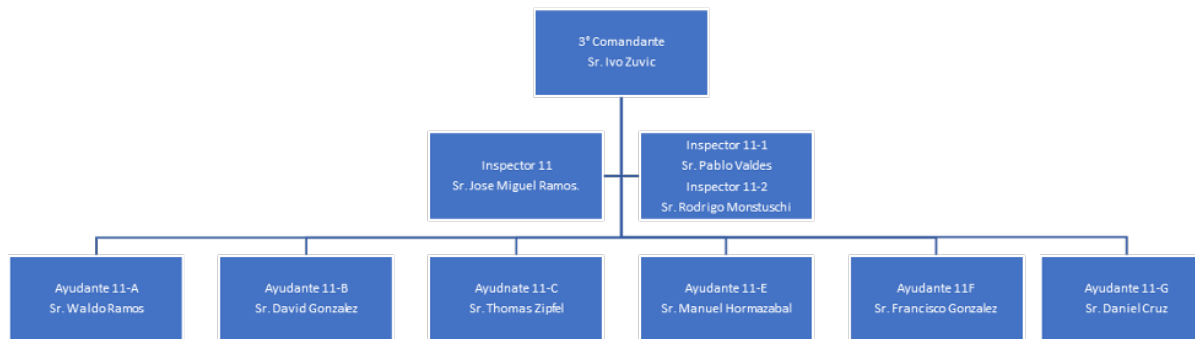 3° Comandante
Sr. Ivo Zuvic
Inspector 11
Sr. Jose Miguel Ramos.
Inspector 11-1
Sr. Pablo Valdes
Inspector 11-2
Sr. Rodrigo Monstuschi
Ayudante 11-A
Sr. Waldo Ramos
Ayudante 11-B
Sr. David Gonzalez
Ayudnate 11-C
Sr. Thomas Zipfel
Ayudante 11-E
Sr. Manuel Hormazabal
Ayudante 11F
Sr. Francisco Gonzalez
Ayudante 11-G
Sr. Daniel Cruz